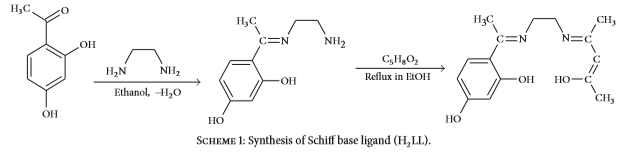 H₃C
O
OH
OH
H₂N
NH₂
Ethanol, –H₂O
H₃C
N
NH₂
OH
HO
C₅H₈O₂
Reflux in EtOH
H₃C
N
N
CH₃
OH
HO
CH₃
HO
Scheme 1: Synthesis of Schiff base ligand (H₂LL).